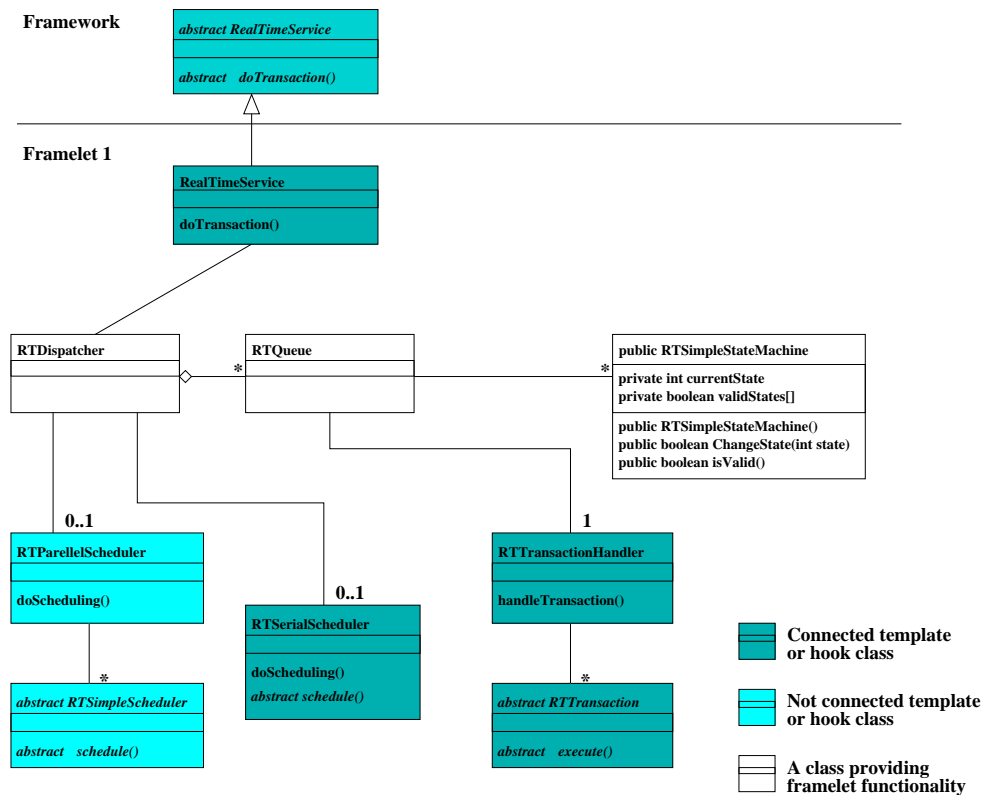 Framework
abstract RealTimeService
abstract doTransaction()
Framelet 1
RealTimeService
doTransaction()
RTDispatcher
*
RTQueue
*
public RTSimpleStateMachine
private int currentState
private boolean validStates[]
public RTSimpleStateMachine()
public boolean ChangeState(int state)
public boolean isValid()
0..1
RTParellelScheduler
doScheduling()
*
abstract RTSimpleScheduler
abstract schedule()
0..1
RTSerialScheduler
doScheduling()
abstract schedule()
1
RTTransactionHandler
handleTransaction()
*
abstract RTTransaction
abstract execute()
Connected template
or hook class
Not connected template
or hook class
A class providing
framelet functionality